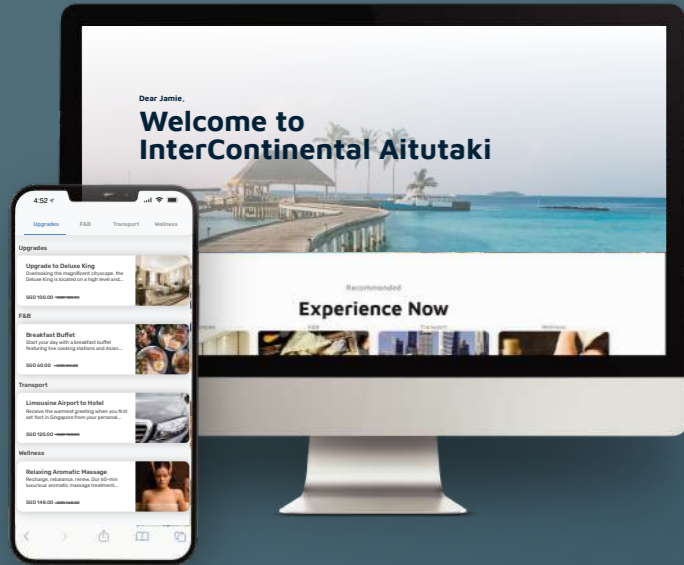 Dear Jamie,
Welcome to
InterContinental Aitutaki
Recommended
Experience Now
F&B
Transport
Wellness
4:52
Upgrades F&B Transport Wellness
Upgrades
Upgrade to Deluxe King
Overlooking the magnificent cityscape, the
Deluxe King is located on a high level and...
SGD 100.00
F&B
Breakfast Buffet
Start your day with a breakfast buffet
featuring live cooking stations and Asian...
SGD 60.00
Transport
Limousine Airport to Hotel
Receive the warmest greeting when you find
set foot in Singapore from your personal...
SGD 120.00
Wellness
Relaxing Aromatic Massage
Recharge, rebalance, renew. Our 60-min
luxurious aromatic massage treatment...
SGD 148.00